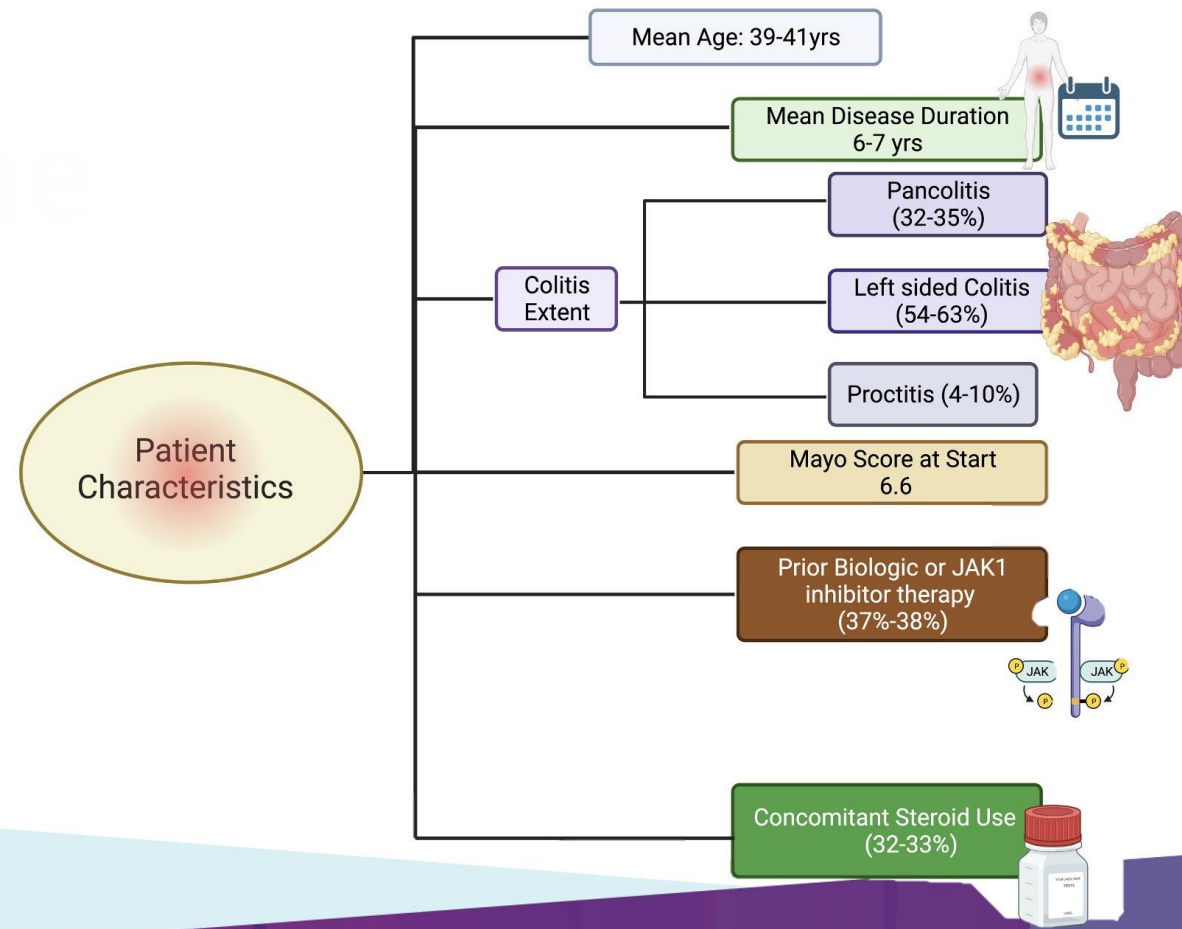 Mean Age: 39-41yrs
Mean Disease Duration
6-7 yrs
Pancolitis
(32-35%)
Colitis
Extent
Left sided Colitis
(54-63%)
Proctitis (4-10%)
Patient
Characteristics
Mayo Score at Start
6.6
Prior Biologic or JAK1
inhibitor therapy
(37%-38%)
P JAK
JAK P
P
P
Concomitant Steroid Use
(32-33%)